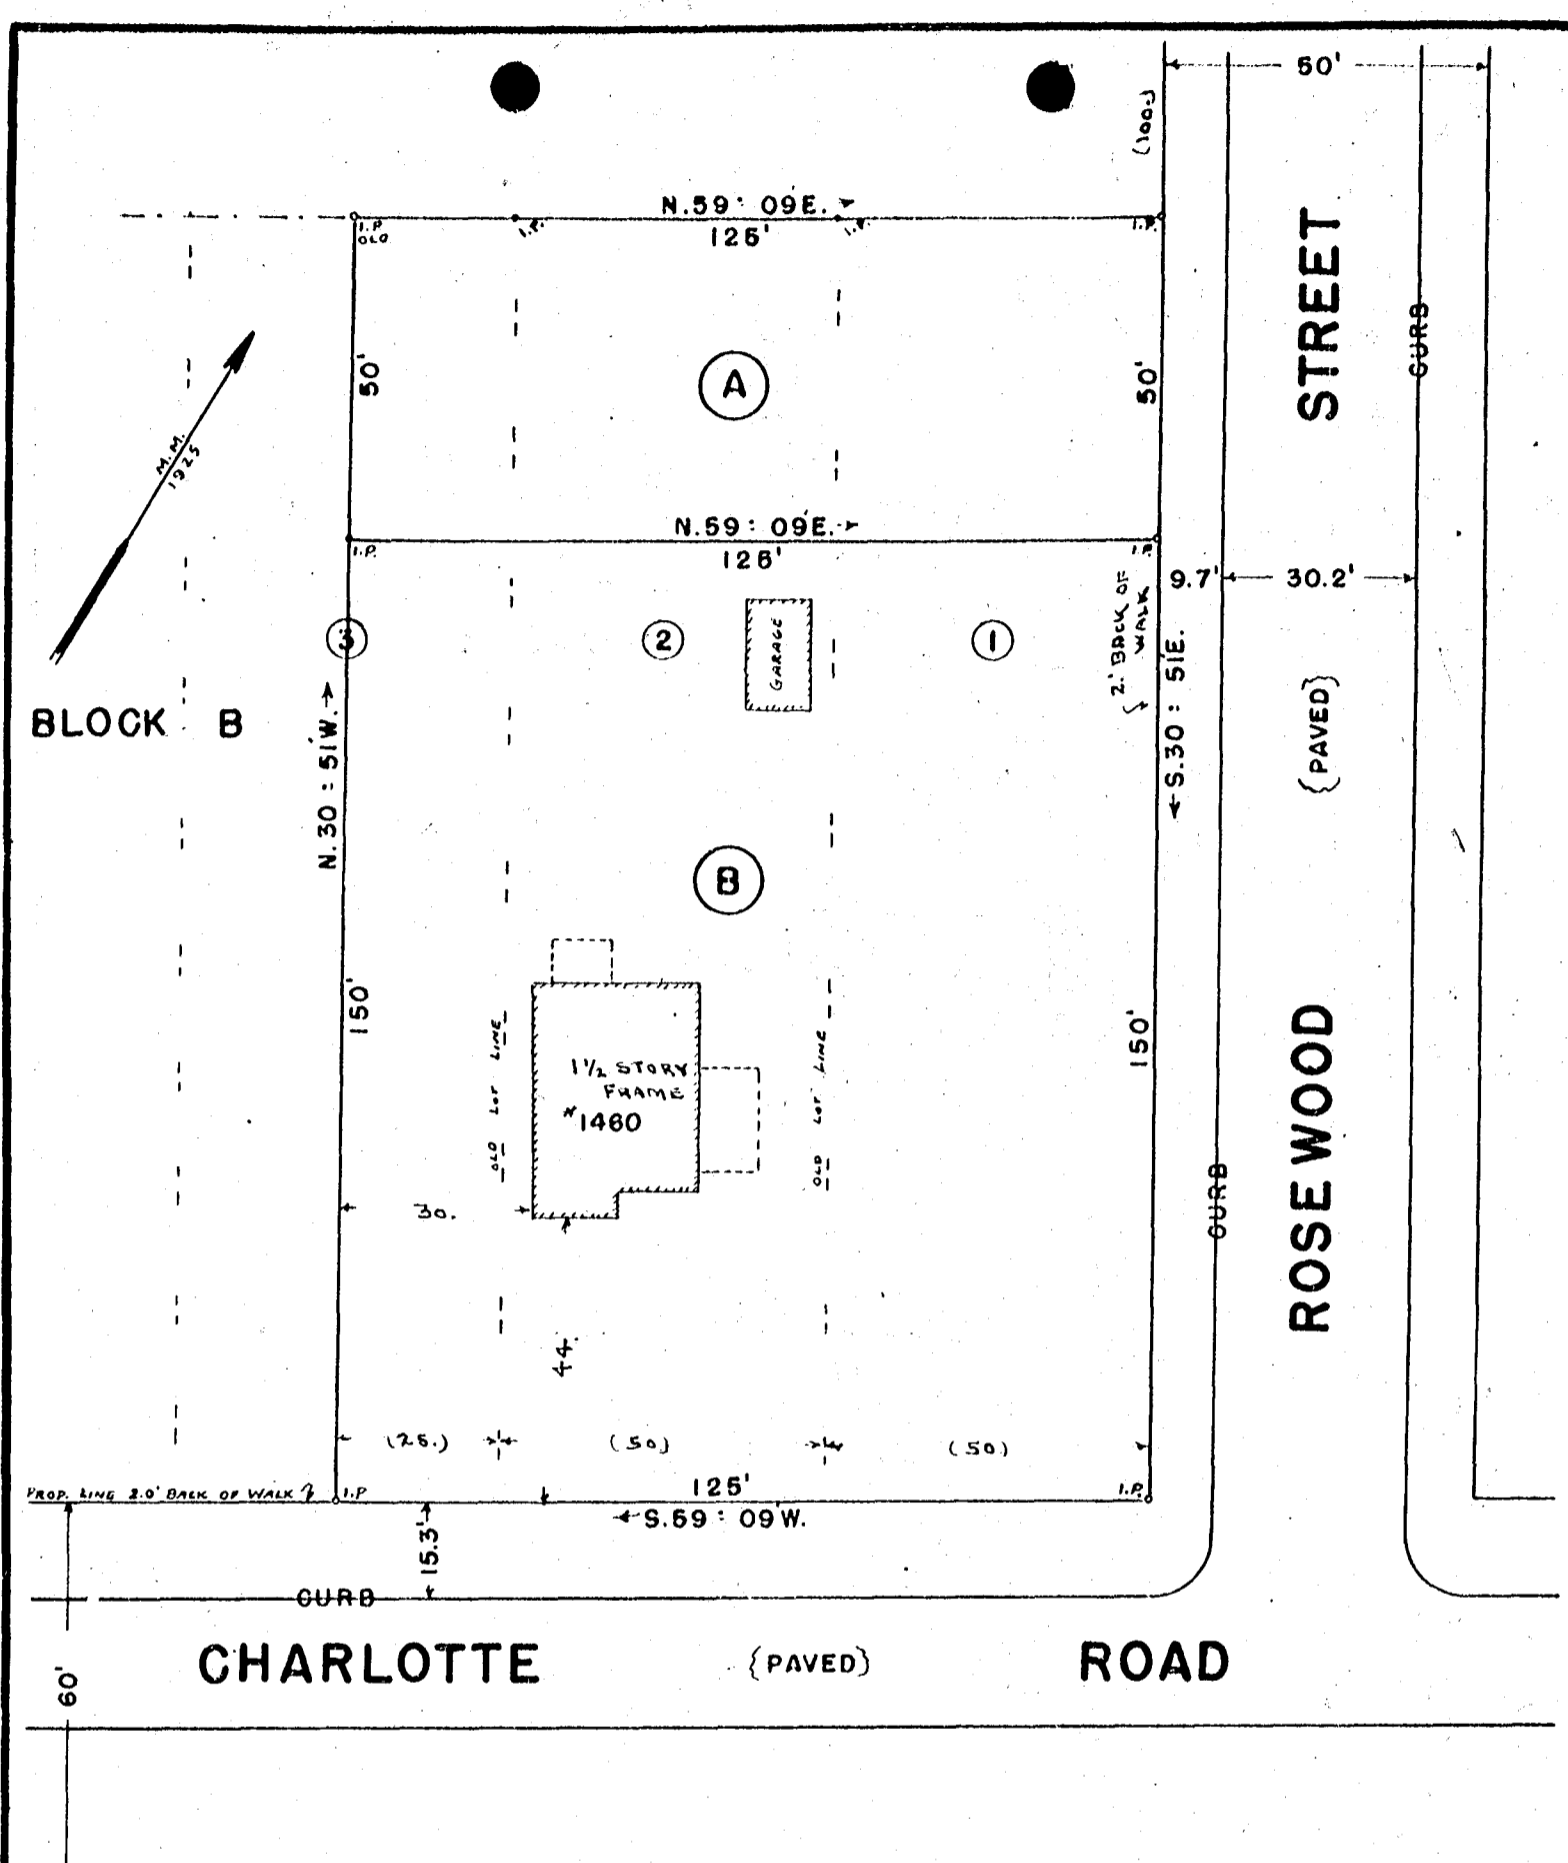 50'
(100.)
N.59: 09'E.
125'
I.P.
OLD
I.P.
I.P.
I.P.
STREET
CURB
50'
A
50'
M.M.
1925
N.59: 09'E.
125'
I.P.
I.P.
9.7'
30.2'
2.' BACK OF
WALK
3
2
GARAGE
1
S.30: 51'E.
{PAVED}
BLOCK B
N.30: 51'W.
B
150'
150'
OLD LOT LINE
OLD LOT LINE
1½ STORY
FRAME
#1460
ROSEWOOD
CURB
30.
44.
(25.)
(50)
(50.)
PROP. LINE 2.0' BACK OF WALK
I.P
125'
I.P.
S.59: 09'W.
15.3'
CURB
CHARLOTTE {PAVED} ROAD
60'